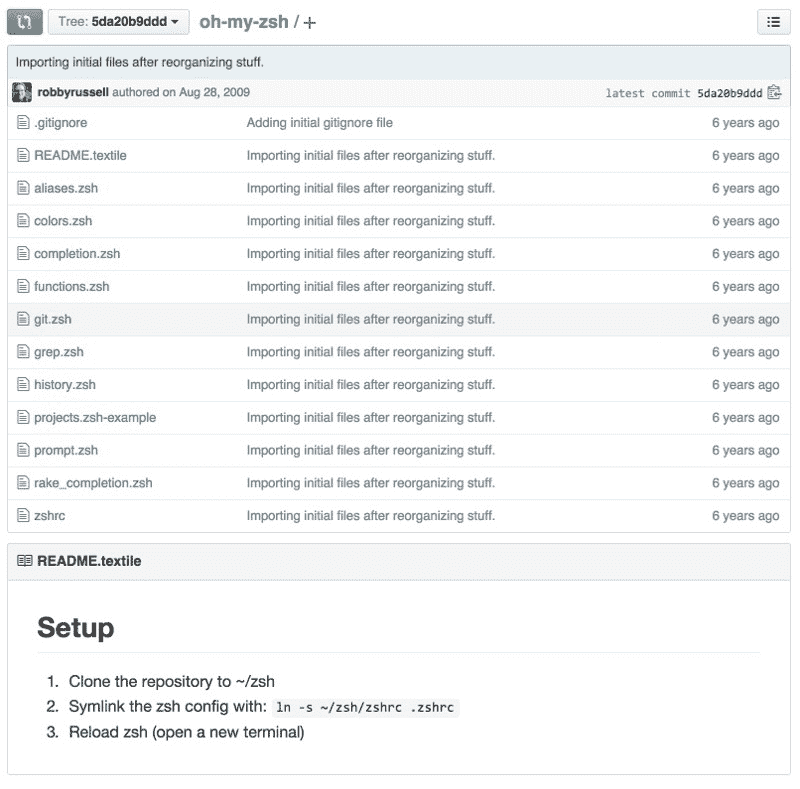 Tree: 5da20b9ddd oh-my-zsh / +
Importing initial files after reorganizing stuff.
robbyrussell authored on Aug 28, 2009 latest commit 5da20b9ddd
.gitignore Adding initial gitignore file 6 years ago
README.textile Importing initial files after reorganizing stuff. 6 years ago
aliases.zsh Importing initial files after reorganizing stuff. 6 years ago
colors.zsh Importing initial files after reorganizing stuff. 6 years ago
completion.zsh Importing initial files after reorganizing stuff. 6 years ago
functions.zsh Importing initial files after reorganizing stuff. 6 years ago
git.zsh Importing initial files after reorganizing stuff. 6 years ago
grep.zsh Importing initial files after reorganizing stuff. 6 years ago
history.zsh Importing initial files after reorganizing stuff. 6 years ago
projects.zsh-example Importing initial files after reorganizing stuff. 6 years ago
prompt.zsh Importing initial files after reorganizing stuff. 6 years ago
rake_completion.zsh Importing initial files after reorganizing stuff. 6 years ago
zshrc Importing initial files after reorganizing stuff. 6 years ago
README.textile
Setup
1. Clone the repository to ~/zsh
2. Symlink the zsh config with: ln -s ~/zsh/zshrc .zshrc
3. Reload zsh (open a new terminal)